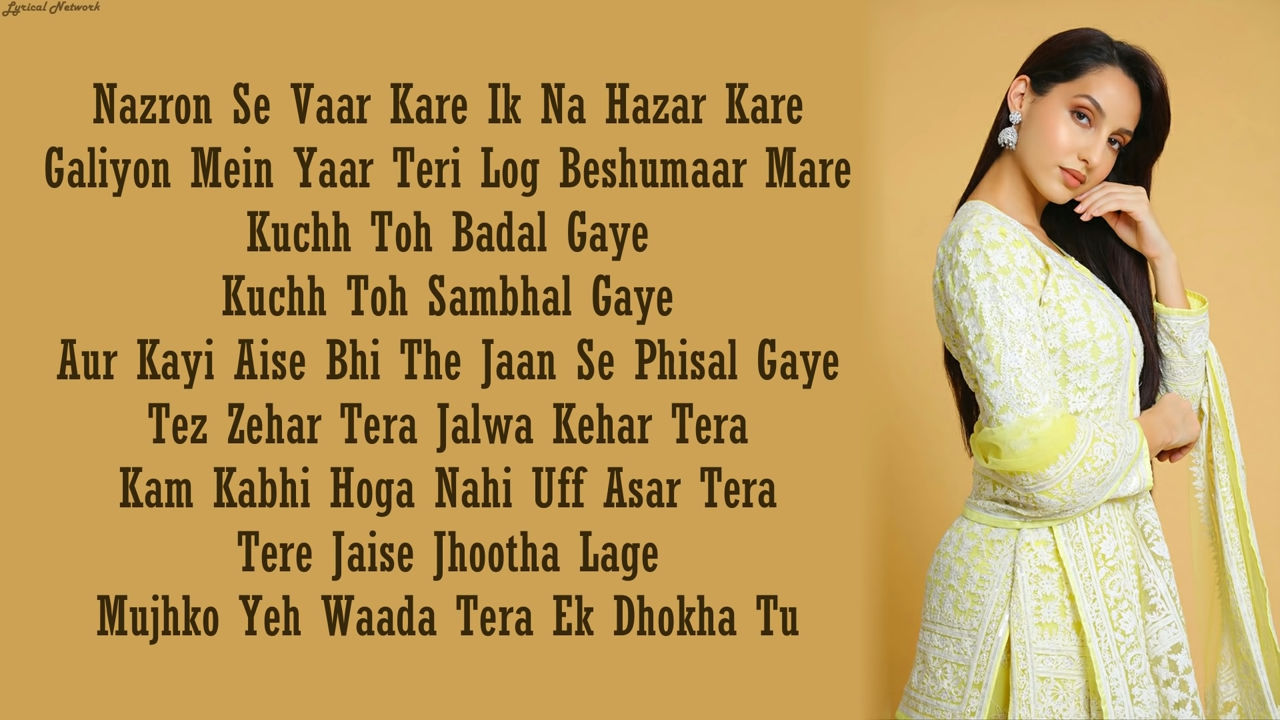 Lyrical Network
Nazron Se Vaar Kare Ik Na Hazar Kare
Galiyon Mein Yaar Teri Log Beshumaar Mare
Kuchh Toh Badal Gaye
Kuchh Toh Sambhal Gaye
Aur Kayi Aise Bhi The Jaan Se Phisal Gaye
Tez Zehar Tera Jalwa Kehar Tera
Kam Kabhi Hoga Nahi Uff Asar Tera
Tere Jaise Jhootha Lage
Mujhko Yeh Waada Tera Ek Dhokha Tu